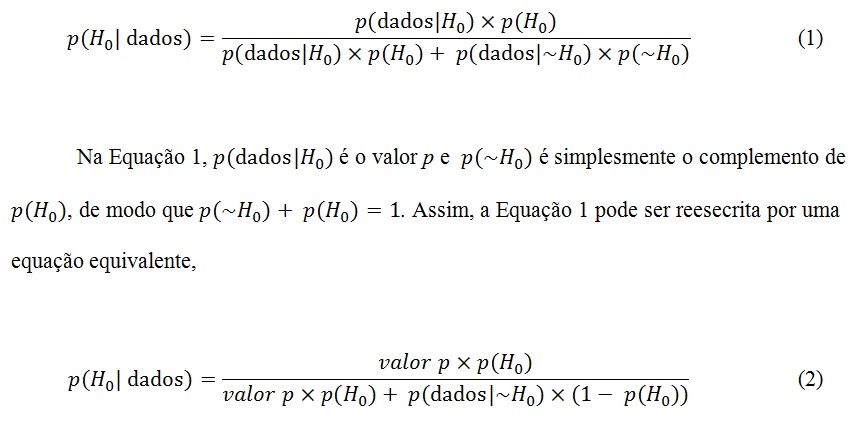 p(H₀| dados) = p(dados|H₀) × p(H₀) / p(dados|H₀) × p(H₀) + p(dados|~H₀) × p(~H₀) (1)
Na Equação 1, p(dados|H₀) é o valor p e p(~H₀) é simplesmente o complemento de
p(H₀), de modo que p(~H₀) + p(H₀) = 1. Assim, a Equação 1 pode ser reesecrita por uma
equação equivalente,
p(H₀| dados) = valor p × p(H₀) / valor p × p(H₀) + p(dados|~H₀) × (1 − p(H₀)) (2)